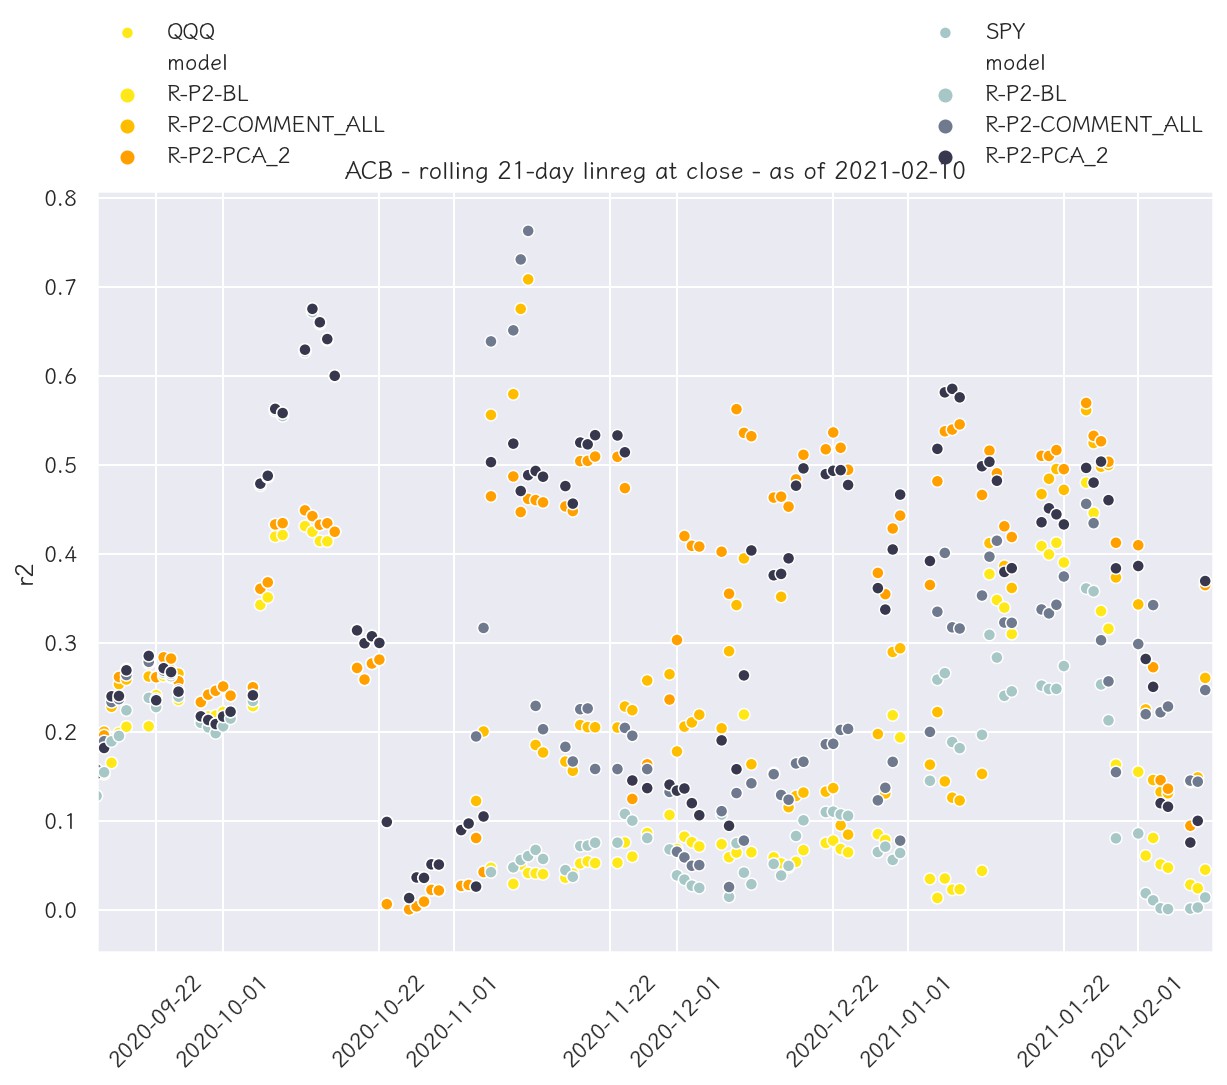 QQQ
model
R-P2-BL
R-P2-COMMENT_ALL
R-P2-PCA_2
SPY
model
R-P2-BL
R-P2-COMMENT_ALL
R-P2-PCA_2
ACB - rolling 21-day linreg at close - as of 2021-02-10
0.8
0.7
0.6
0.5
0.4
0.3
0.2
0.1
0.0
r2
2020-09-22
2020-10-01
2020-10-22
2020-11-01
2020-11-22
2020-12-01
2020-12-22
2021-01-01
2021-01-22
2021-02-01